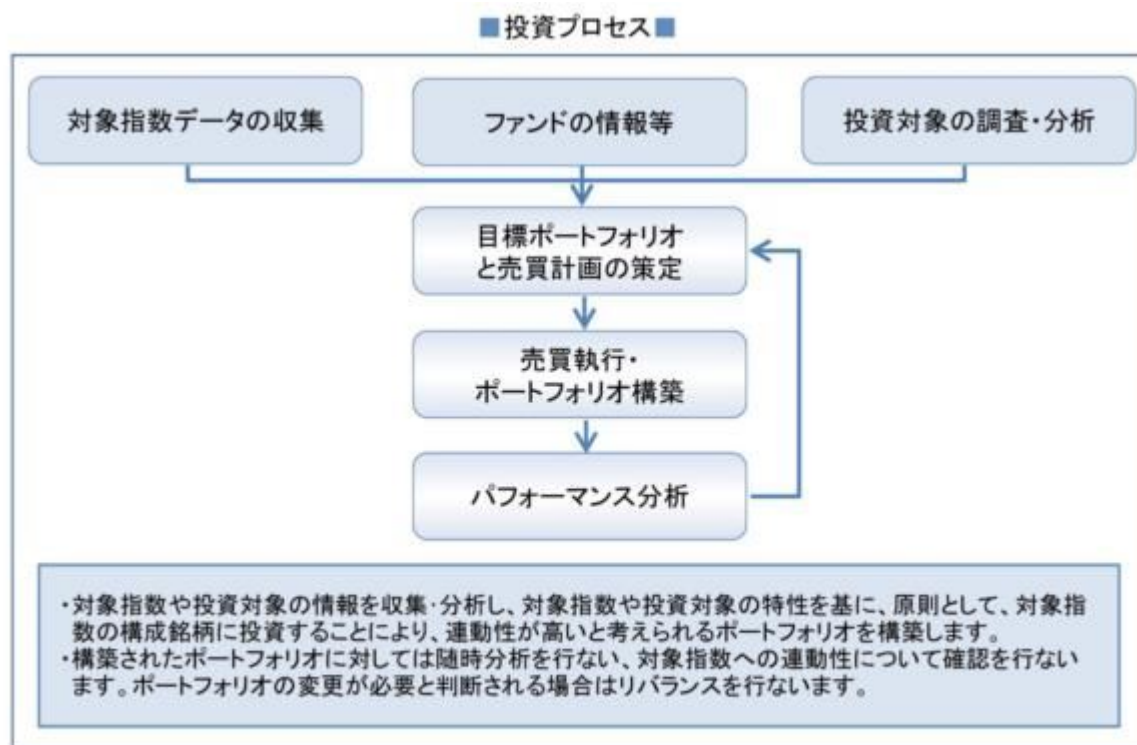 ■投資プロセス■
対象指数データの収集
ファンドの情報等
投資対象の調査・分析
目標ポートフォリオ
と売買計画の策定
売買執行・
ポートフォリオ構築
パフォーマンス分析
・対象指数や投資対象の情報を収集・分析し、対象指数や投資対象の特性を基に、原則として、対象指
数の構成銘柄に投資することにより、連動性が高いと考えられるポートフォリオを構築します。
・構築されたポートフォリオに対しては随時分析を行ない、対象指数への連動性について確認を行ない
ます。ポートフォリオの変更が必要と判断される場合はリバランスを行ないます。